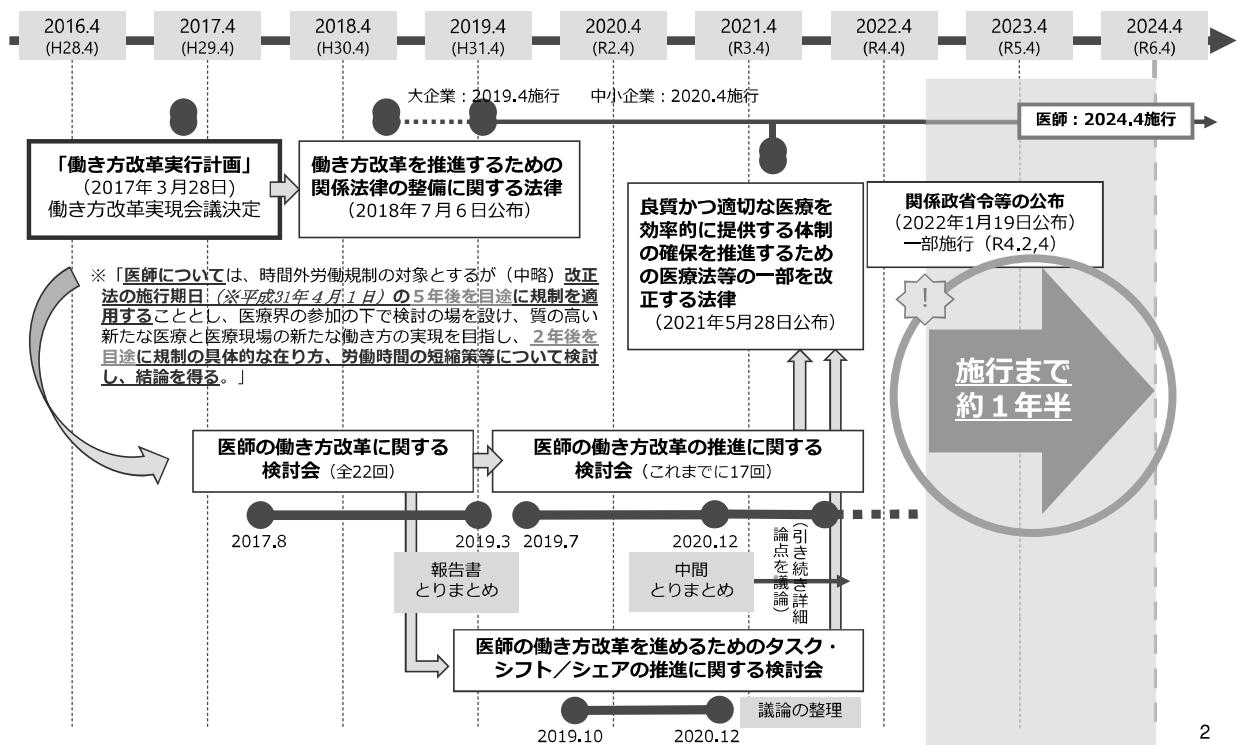 2016.4
(H28.4)
2017.4
(H29.4)
2018.4
(H30.4)
2019.4
(H31.4)
2020.4
(R2.4)
2021.4
(R3.4)
2022.4
(R4.4)
2023.4
(R5.4)
2024.4
(R6.4)
大企業：2019.4施行
中小企業：2020.4施行
医師：2024.4施行
「働き方改革実行計画」
（2017年３月28日）
働き方改革実現会議決定
働き方改革を推進するための
関係法律の整備に関する法律
（2018年７月６日公布）
良質かつ適切な医療を
効率的に提供する体制
の確保を推進するため
の医療法等の一部を改
正する法律
（2021年5月28日公布）
関係政省令等の公布
（2022年1月19日公布）
一部施行（R4.2,4）
※「医師については、時間外労働規制の対象とするが（中略）改正
法の施行期日（※平成31年４月１日）の５年後を目途に規制を適
用することとし、医療界の参加の下で検討の場を設け、質の高い
新たな医療と医療現場の新たな働き方の実現を目指し、２年後を
目途に規制の具体的な在り方、労働時間の短縮策等について検討
し、結論を得る。」
!
施行まで
約１年半
医師の働き方改革に関する
検討会（全22回）
医師の働き方改革の推進に関する
検討会（これまでに17回）
2017.8
2019.3
2019.7
2020.12
（引き続き詳細
論点を議論）
報告書
とりまとめ
中間
とりまとめ
医師の働き方改革を進めるためのタスク・
シフト／シェアの推進に関する検討会
2019.10
2020.12
議論の整理
2